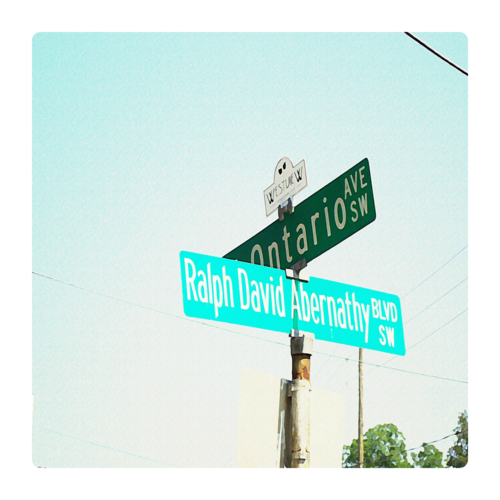 WESTVIEW
Ontario AVE SW
Ralph David Abernathy BLVD SW